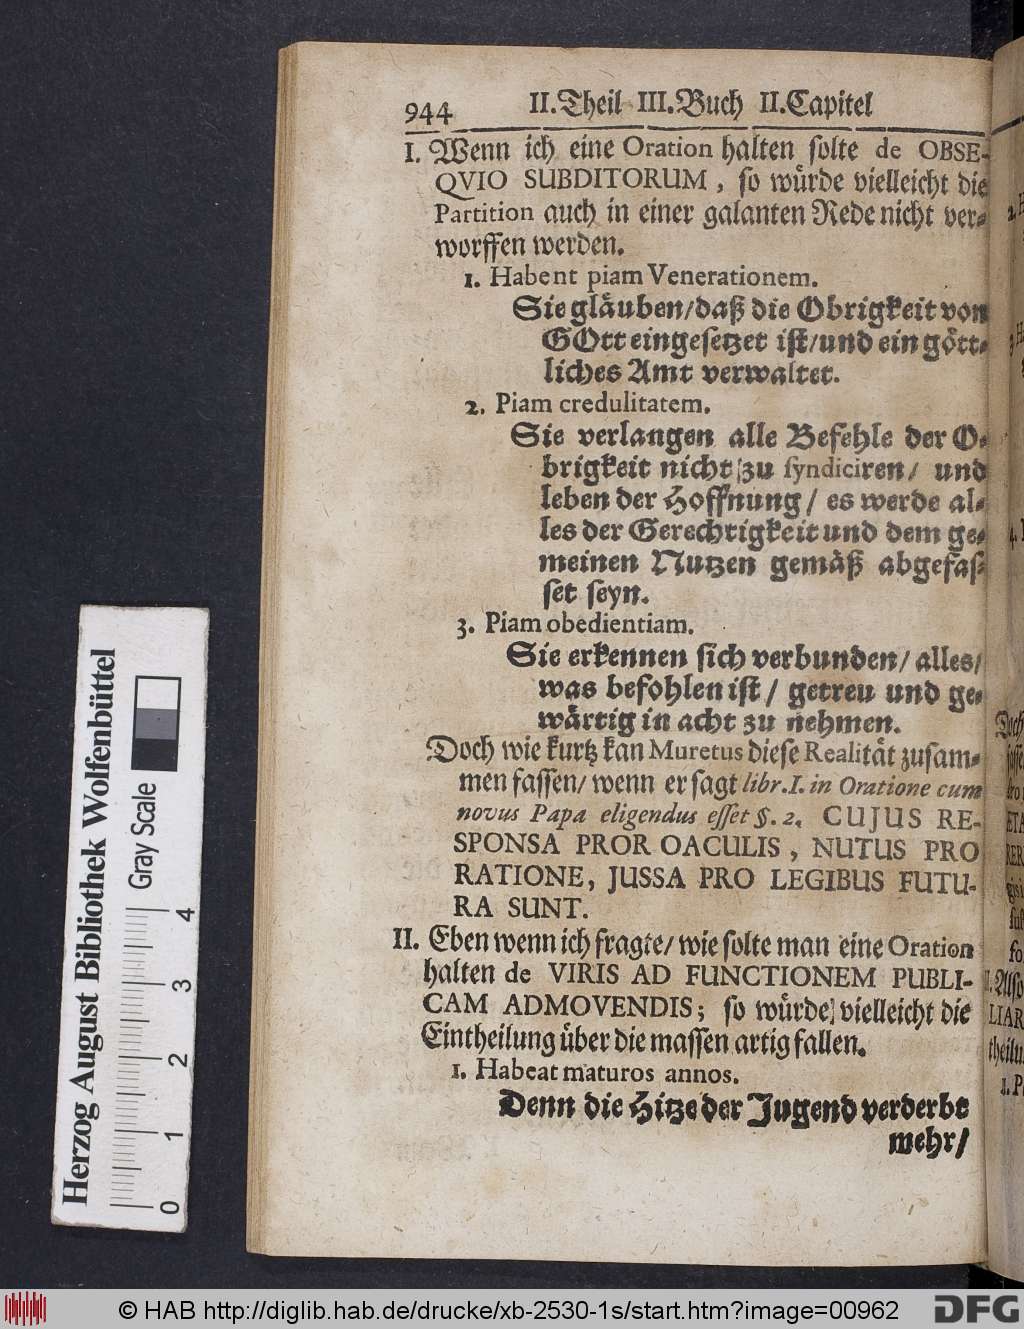 944 II. Theil III. Buch II. Capitel
I. Wenn ich eine Oration halten solte de OBSE-
QVIO SUBDITORUM, so würde vielleicht die
Partition auch in einer galanten Rede nicht ver-
worffen werden.
1. Habent piam Venerationem.
Sie gläuben/daß die Obrigkeit von
GOtt eingesetzet ist/und ein gött-
liches Amt verwaltet.
2. Piam credulitatem.
Sie verlangen alle Befehle der O-
brigkeit nicht zu syndiciren/ und
leben der Hoffnung/ es werde al-
les der Gerechtigkeit und dem ge-
meinen Nutzen gemäß abgefas-
set seyn.
3. Piam obedientiam.
Sie erkennen sich verbunden/ alles/
was befohlen ist/ getreu und ge-
wärtig in acht zu nehmen.
Doch wie kurtz kan Muretus diese Realität zusam-
men fassen/ wenn er sagt libr. I. in Oratione cum
novus Papa eligendus esset §. 2. CUJUS RE-
SPONSA PROR OACULIS, NUTUS PRO
RATIONE, JUSSA PRO LEGIBUS FUTU-
RA SUNT.
II. Eben wenn ich fragte/ wie solte man eine Oration
halten de VIRIS AD FUNCTIONEM PUBLI-
CAM ADMOVENDIS; so würde vielleicht die
Eintheilung über die massen artig fallen.
1. Habeat maturos annos.
Denn die Hitze der Jugend verderbt
mehr/
Herzog August Bibliothek Wolfenbüttel
Gray Scale
0 1 2 3 4
© HAB http://diglib.hab.de/drucke/xb-2530-1s/start.htm?image=00962
DFG